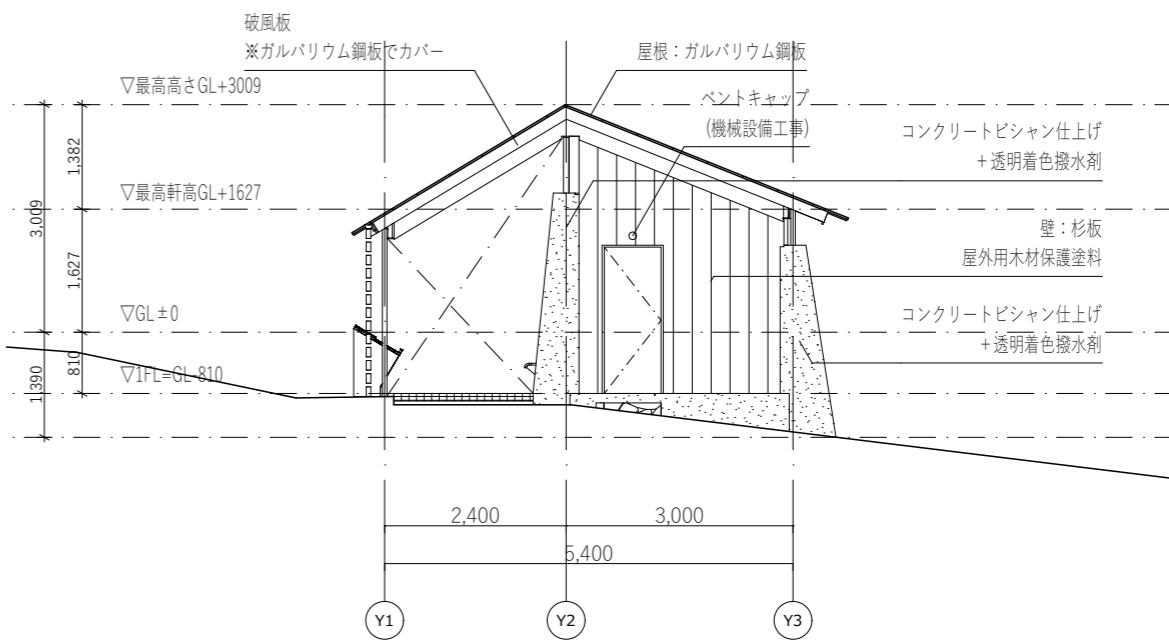 破風板
※ガルバリウム鋼板でカバー
屋根：ガルバリウム鋼板
▽最高高さGL+3009
ベントキャップ
(機械設備工事)
コンクリートビシャン仕上げ
＋透明着色撥水剤
1,382
▽最高軒高GL+1627
3,009
壁：杉板
屋外用木材保護塗料
1,627
▽GL±0
コンクリートビシャン仕上げ
＋透明着色撥水剤
810
▽1FL=GL-810
1390
2,400
3,000
5,400
Y1
Y2
Y3